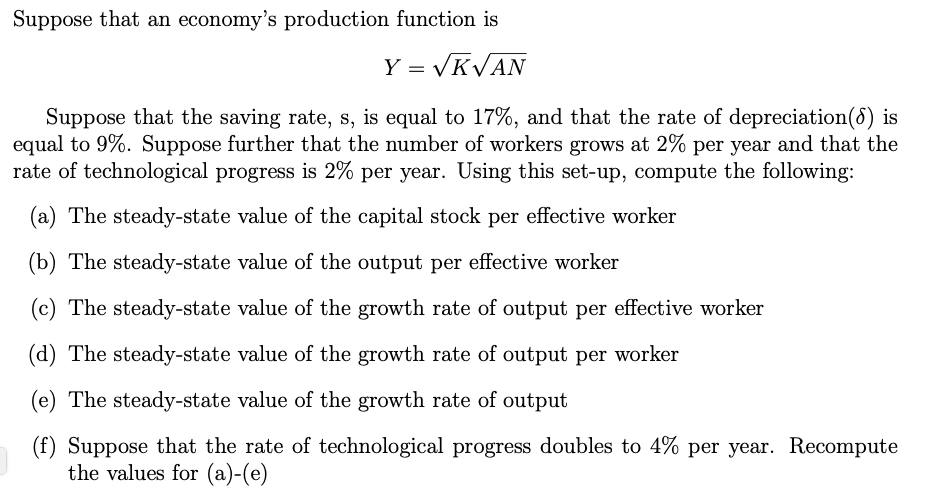 Suppose that an economy's production function is
Y = √K√AN
Suppose that the saving rate, s, is equal to 17%, and that the rate of depreciation(δ) is
equal to 9%. Suppose further that the number of workers grows at 2% per year and that the
rate of technological progress is 2% per year. Using this set-up, compute the following:
(a) The steady-state value of the capital stock per effective worker
(b) The steady-state value of the output per effective worker
(c) The steady-state value of the growth rate of output per effective worker
(d) The steady-state value of the growth rate of output per worker
(e) The steady-state value of the growth rate of output
(f) Suppose that the rate of technological progress doubles to 4% per year. Recompute
the values for (a)-(e)